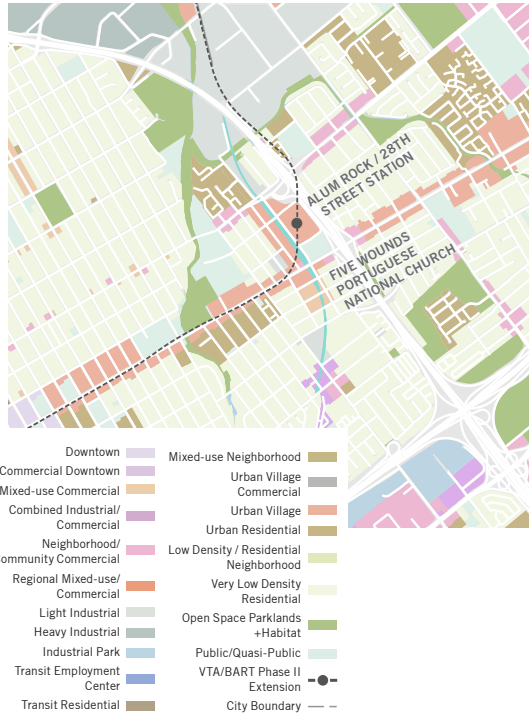 ALUM ROCK / 28TH
STREET STATION
FIVE WOUNDS
PORTUGUESE
NATIONAL CHURCH
Downtown
Commercial Downtown
Mixed-use Commercial
Combined Industrial/
Commercial
Neighborhood/
ommunity Commercial
Regional Mixed-use/
Commercial
Light Industrial
Heavy Industrial
Industrial Park
Transit Employment
Center
Transit Residential
Mixed-use Neighborhood
Urban Village
Commercial
Urban Village
Urban Residential
Low Density / Residential
Neighborhood
Very Low Density
Residential
Open Space Parklands
+Habitat
Public/Quasi-Public
VTA/BART Phase II
Extension
City Boundary